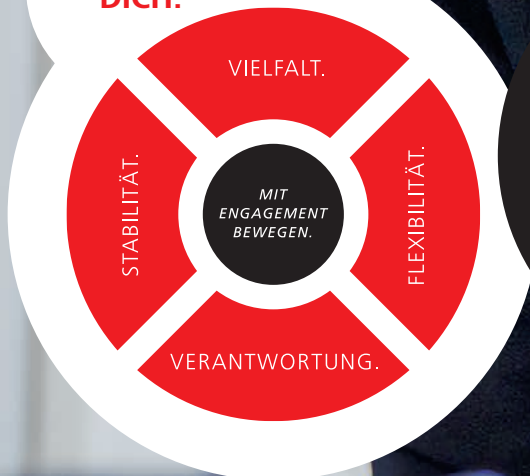 DICH.
VIELFALT.
STABILITÄT.
MIT
ENGAGEMENT
BEWEGEN.
FLEXIBILITÄT.
VERANTWORTUNG.